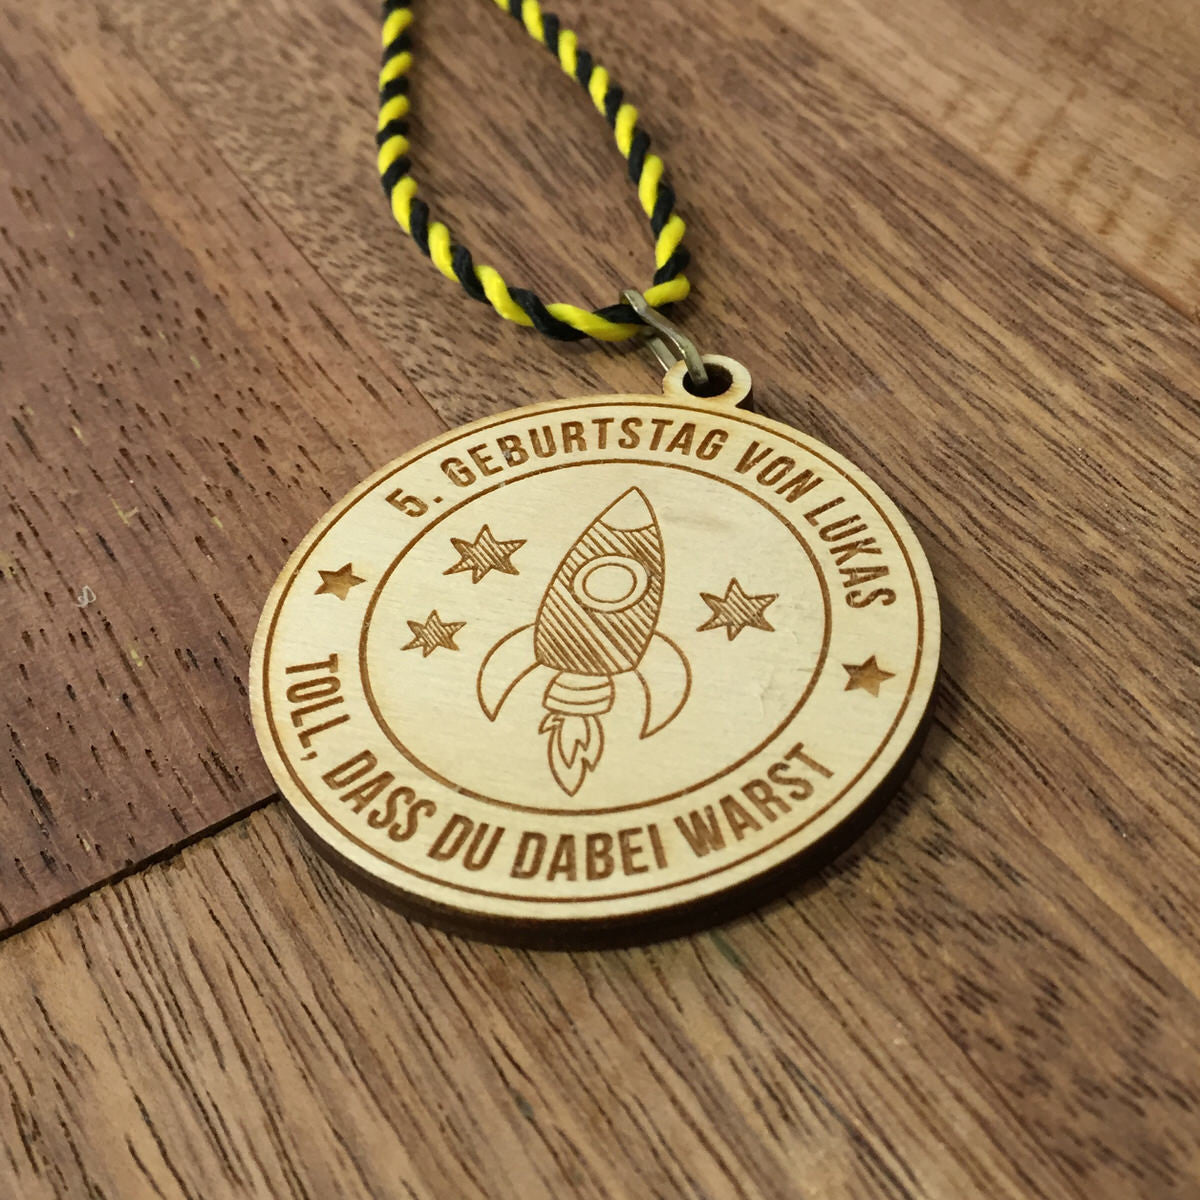 5. GEBURTSTAG VON LUKAS
TOLL, DASS DU DABEI WARST